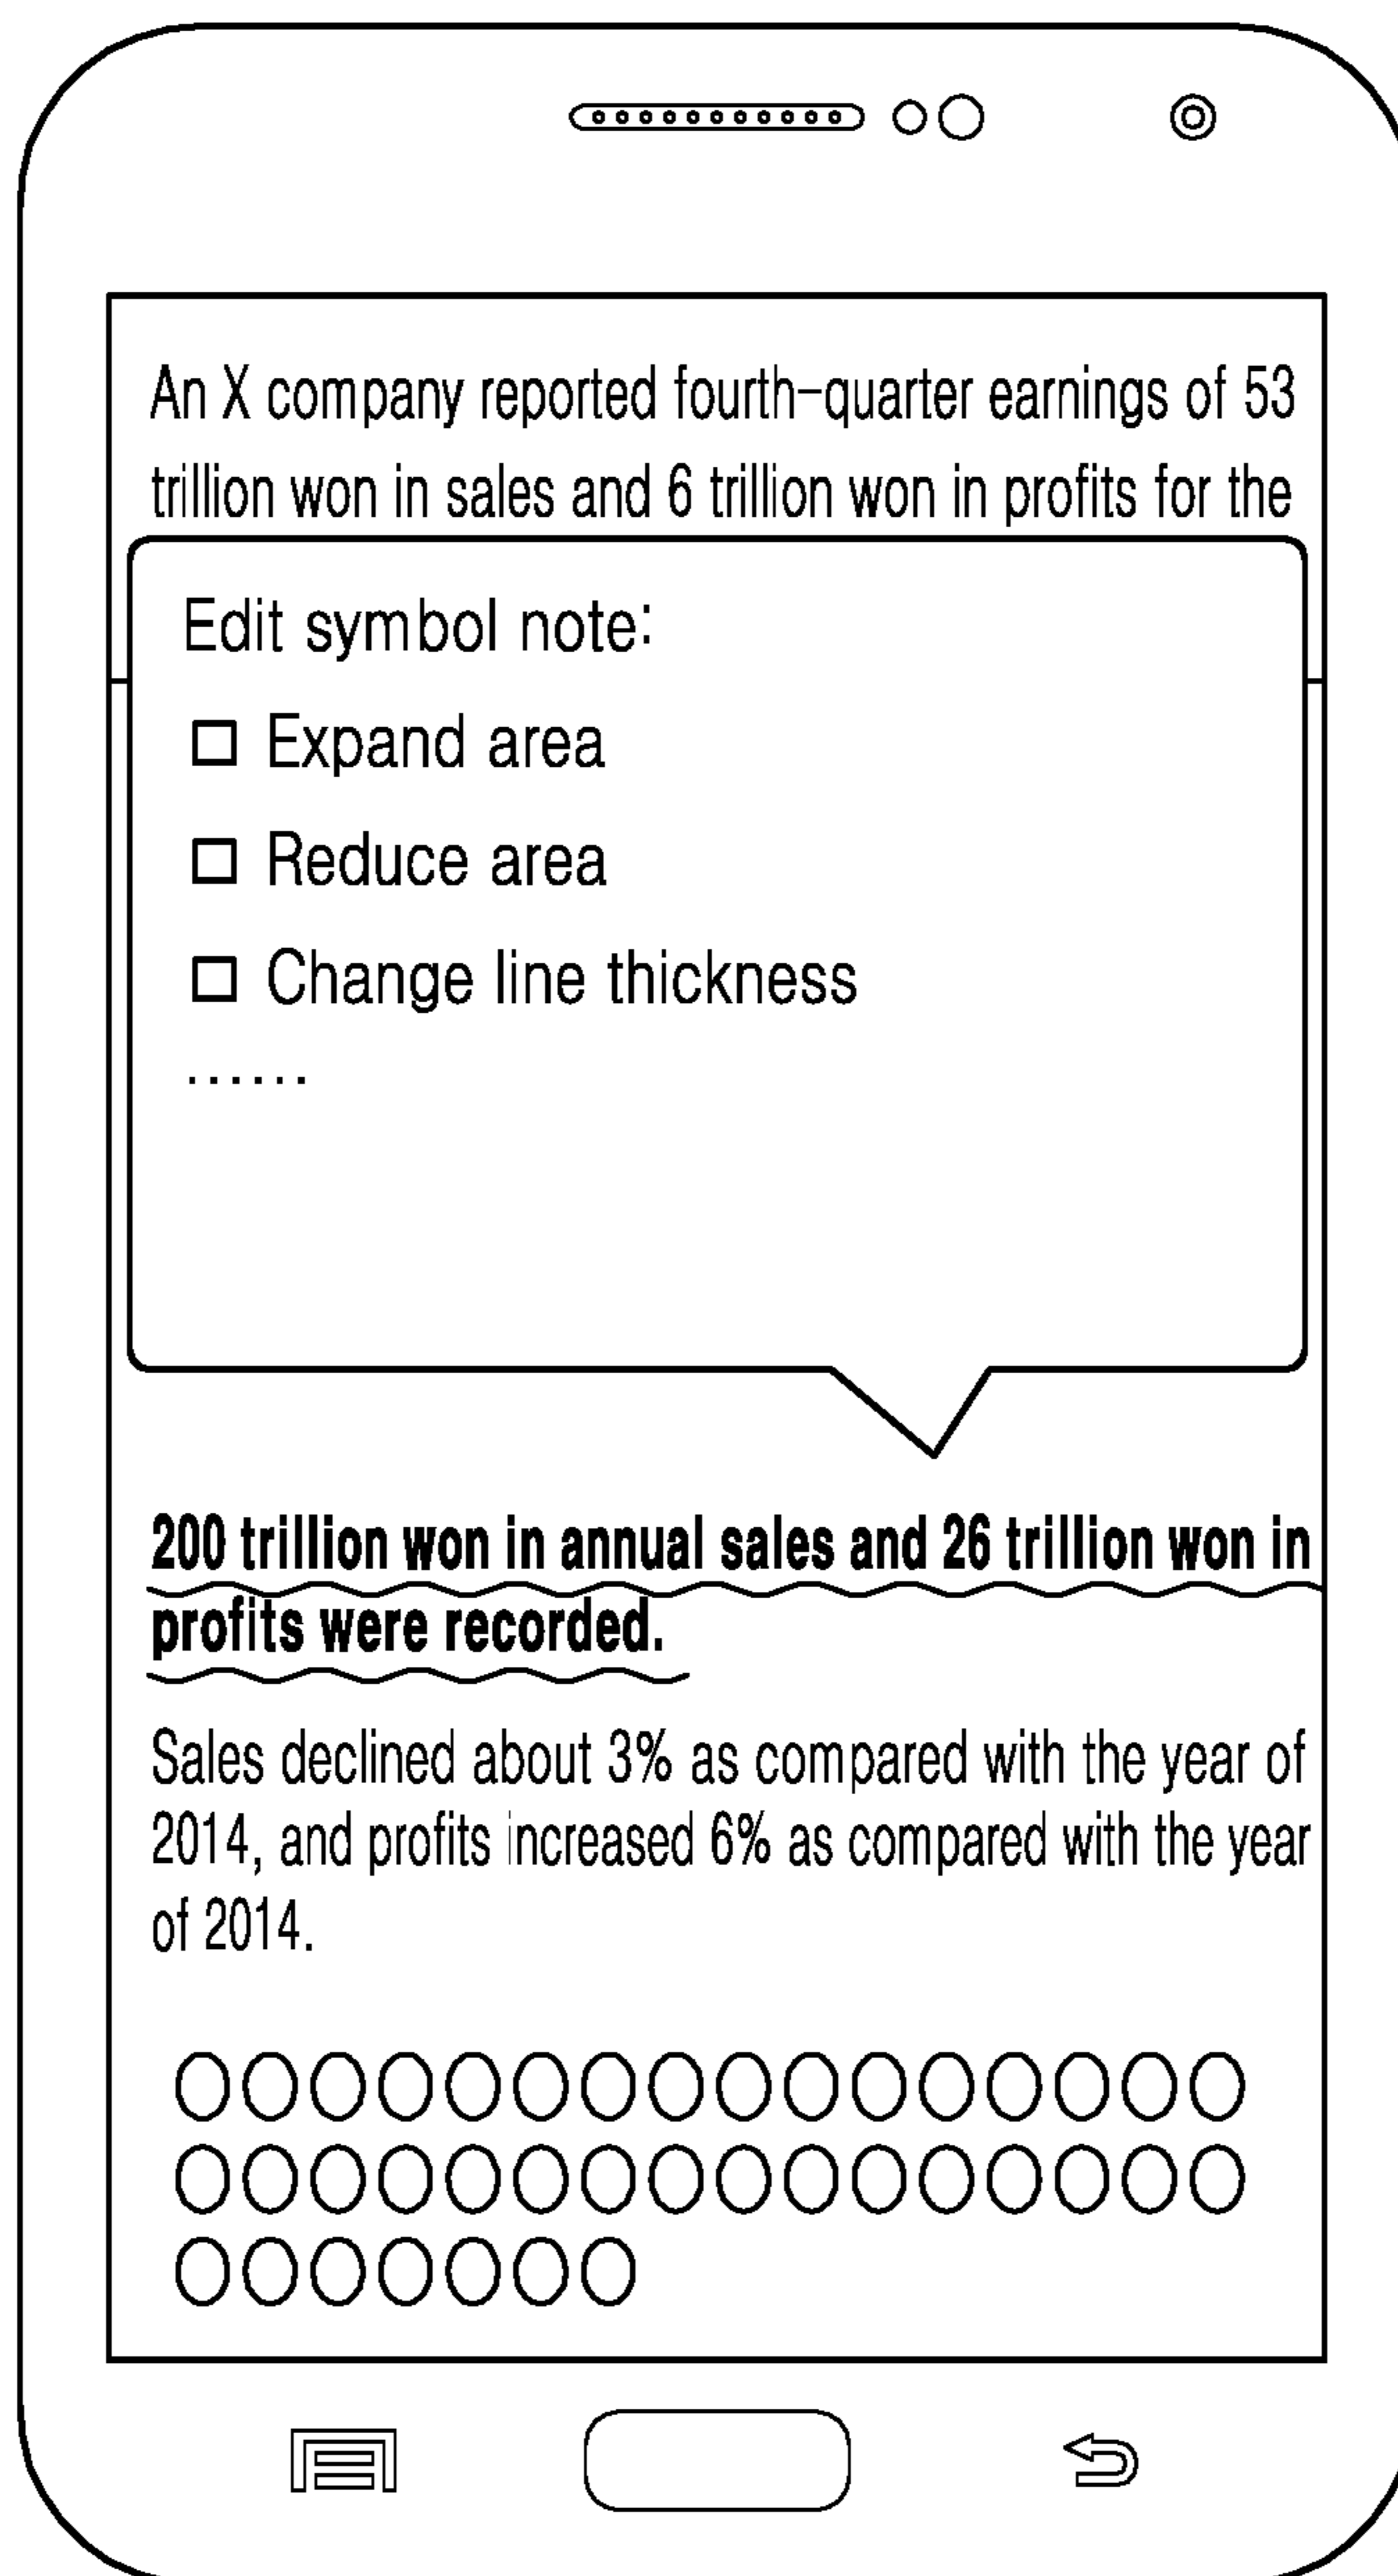 An X company reported fourth-quarter earnings of 53
trillion won in sales and 6 trillion won in profits for the
Edit symbol note:
□ Expand area
□ Reduce area
□ Change line thickness
......
200 trillion won in annual sales and 26 trillion won in
profits were recorded.
Sales declined about 3% as compared with the year of
2014, and profits increased 6% as compared with the year
of 2014.
○○○○○○○○○○○○○○○○
○○○○○○○○○○○○○○○○
○○○○○○○